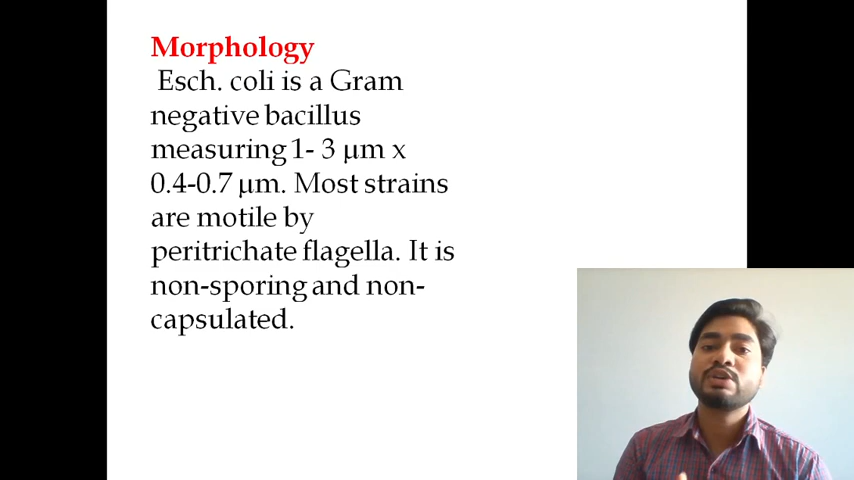 Morphology
Esch. coli is a Gram
negative bacillus
measuring 1- 3 µm x
0.4-0.7 µm. Most strains
are motile by
peritrichate flagella. It is
non-sporing and non-
capsulated.